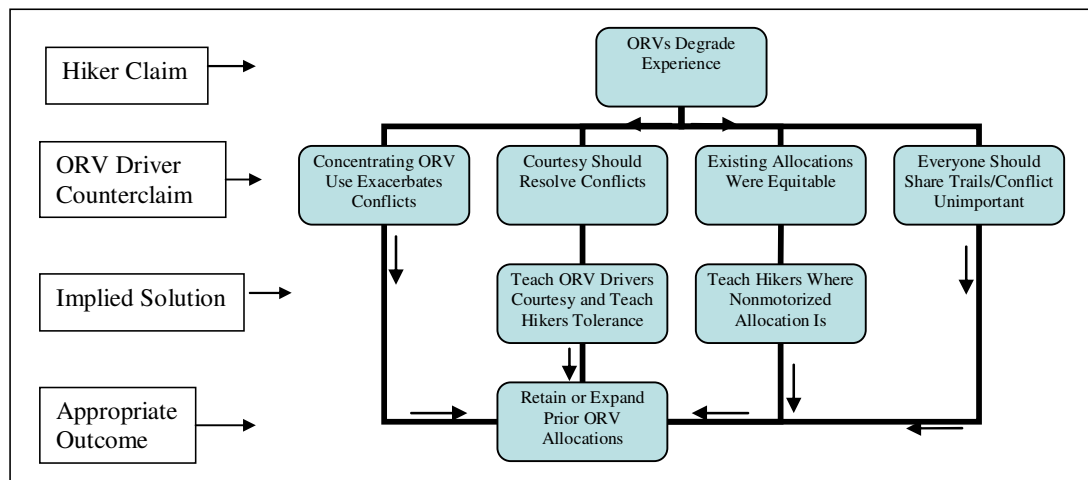 Hiker Claim
ORVs Degrade
Experience
ORV Driver
Counterclaim
Concentrating ORV
Use Exacerbates
Conflicts
Courtesy Should
Resolve Conflicts
Existing Allocations
Were Equitable
Everyone Should
Share Trails/Conflict
Unimportant
Implied Solution
Teach ORV Drivers
Courtesy and Teach
Hikers Tolerance
Teach Hikers Where
Nonmotorized
Allocation Is
Appropriate
Outcome
Retain or Expand
Prior ORV
Allocations